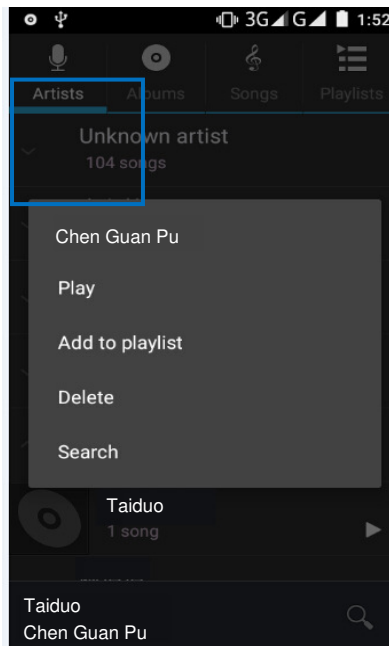 3G G 1:52
Artists Albums Songs Playlists
Unknown artist
104 songs
Chen Guan Pu
Play
Add to playlist
Delete
Search
Taiduo
1 song
Taiduo
Chen Guan Pu